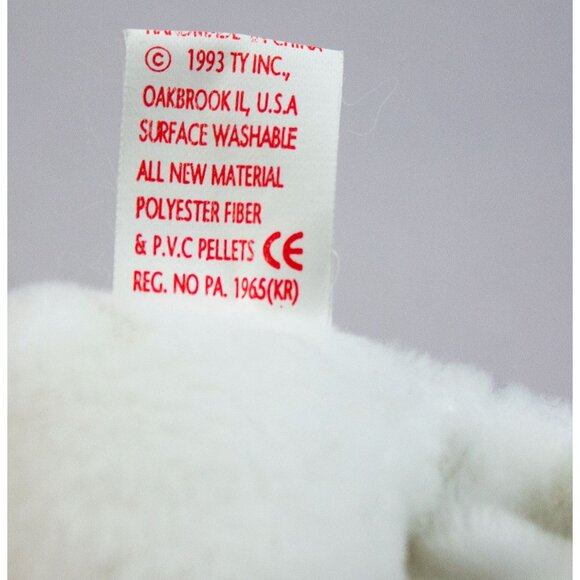 © 1993 TY INC.,
OAKBROOK IL, U.S.A
SURFACE WASHABLE
ALL NEW MATERIAL
POLYESTER FIBER
& P.V.C PELLETS CE
REG. NO PA. 1965(KR)